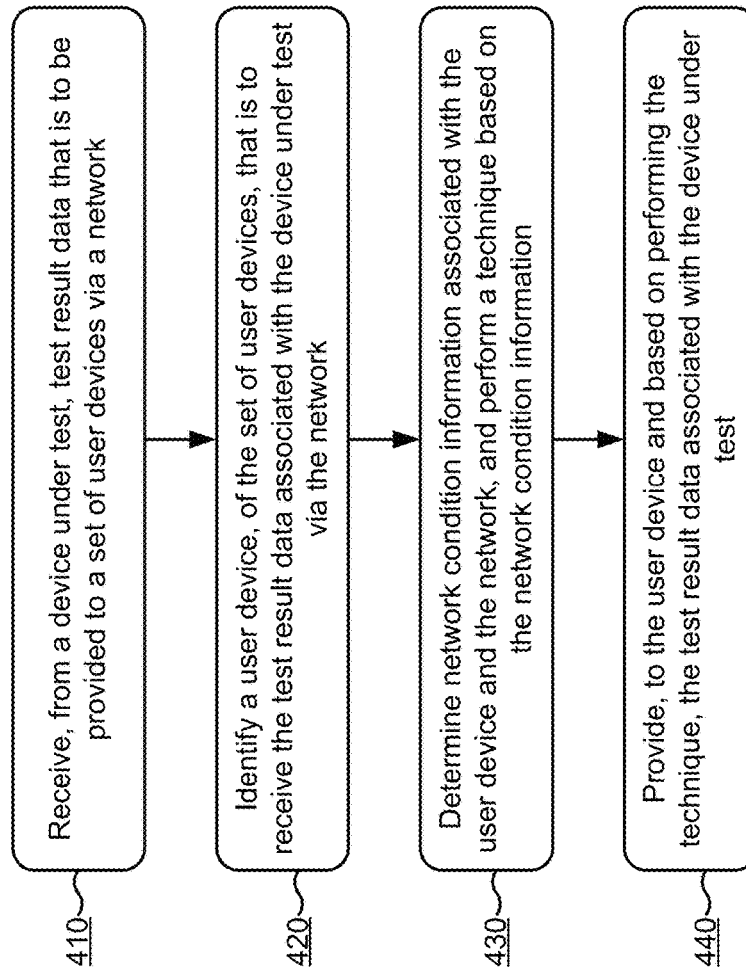 410
Receive, from a device under test, test result data that is to be
provided to a set of user devices via a network
420
Identify a user device, of the set of user devices, that is to
receive the test result data associated with the device under test
via the network
430
Determine network condition information associated with the
user device and the network, and perform a technique based on
the network condition information
440
Provide, to the user device and based on performing the
technique, the test result data associated with the device under
test